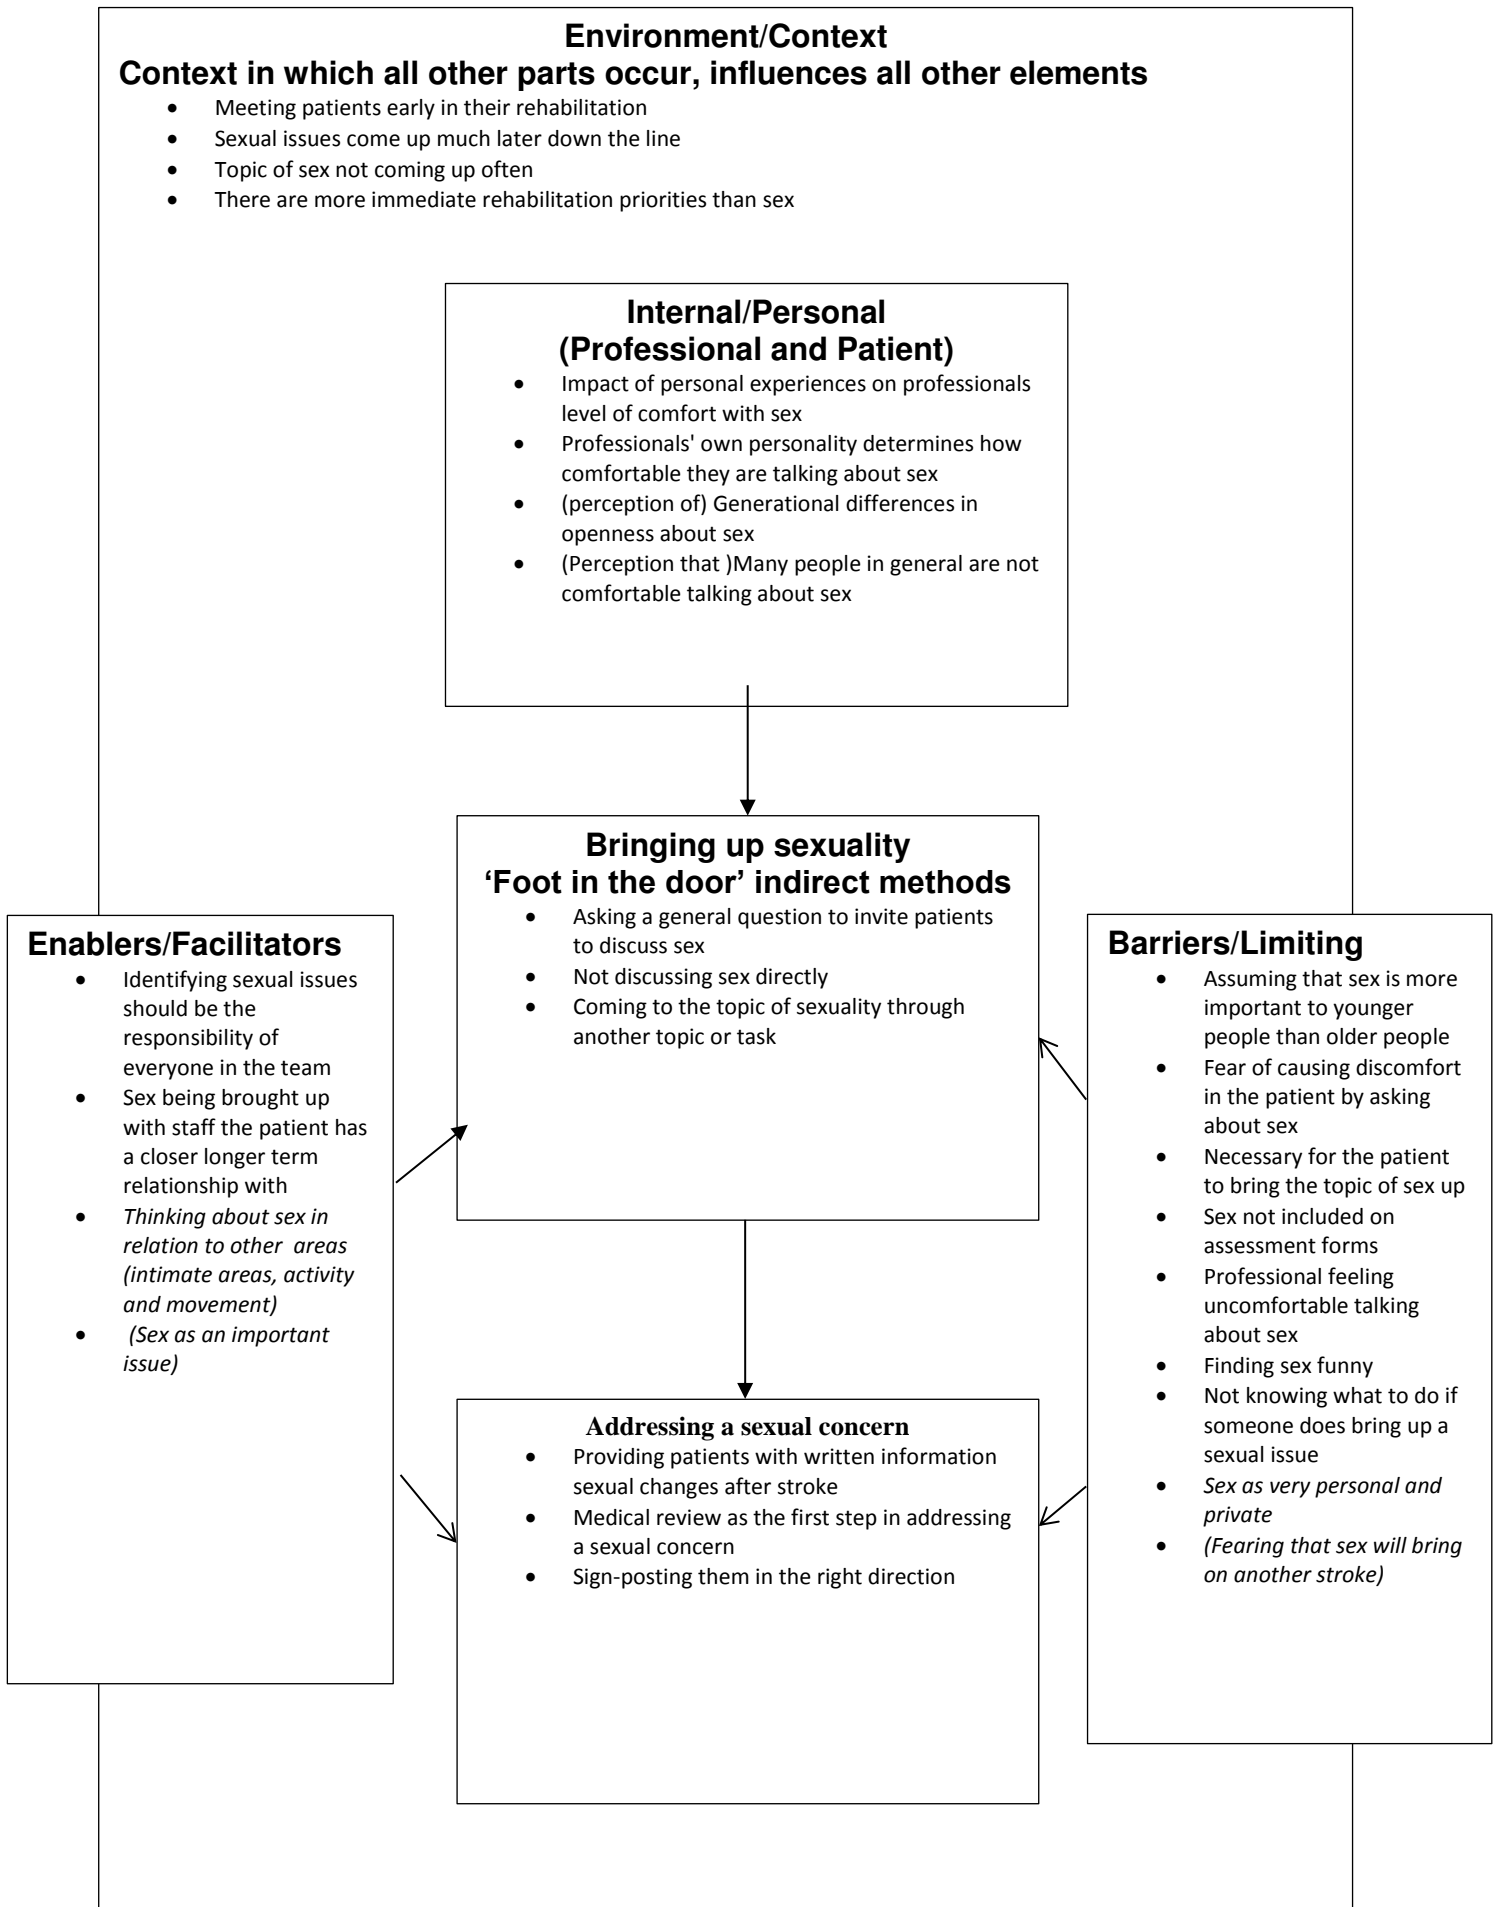 Environment/Context
Context in which all other parts occur, influences all other elements
• Meeting patients early in their rehabilitation
• Sexual issues come up much later down the line
• Topic of sex not coming up often
• There are more immediate rehabilitation priorities than sex
Internal/Personal
(Professional and Patient)
• Impact of personal experiences on professionals
level of comfort with sex
• Professionals' own personality determines how
comfortable they are talking about sex
• (perception of) Generational differences in
openness about sex
• (Perception that )Many people in general are not
comfortable talking about sex
Bringing up sexuality
‘Foot in the door’ indirect methods
• Asking a general question to invite patients
to discuss sex
• Not discussing sex directly
• Coming to the topic of sexuality through
another topic or task
Enablers/Facilitators
• Identifying sexual issues
should be the
responsibility of
everyone in the team
• Sex being brought up
with staff the patient has
a closer longer term
relationship with
• Thinking about sex in
relation to other areas
(intimate areas, activity
and movement)
• (Sex as an important
issue)
Barriers/Limiting
• Assuming that sex is more
important to younger
people than older people
• Fear of causing discomfort
in the patient by asking
about sex
• Necessary for the patient
to bring the topic of sex up
• Sex not included on
assessment forms
• Professional feeling
uncomfortable talking
about sex
• Finding sex funny
• Not knowing what to do if
someone does bring up a
sexual issue
• Sex as very personal and
private
• (Fearing that sex will bring
on another stroke)
Addressing a sexual concern
• Providing patients with written information
sexual changes after stroke
• Medical review as the first step in addressing
a sexual concern
• Sign-posting them in the right direction